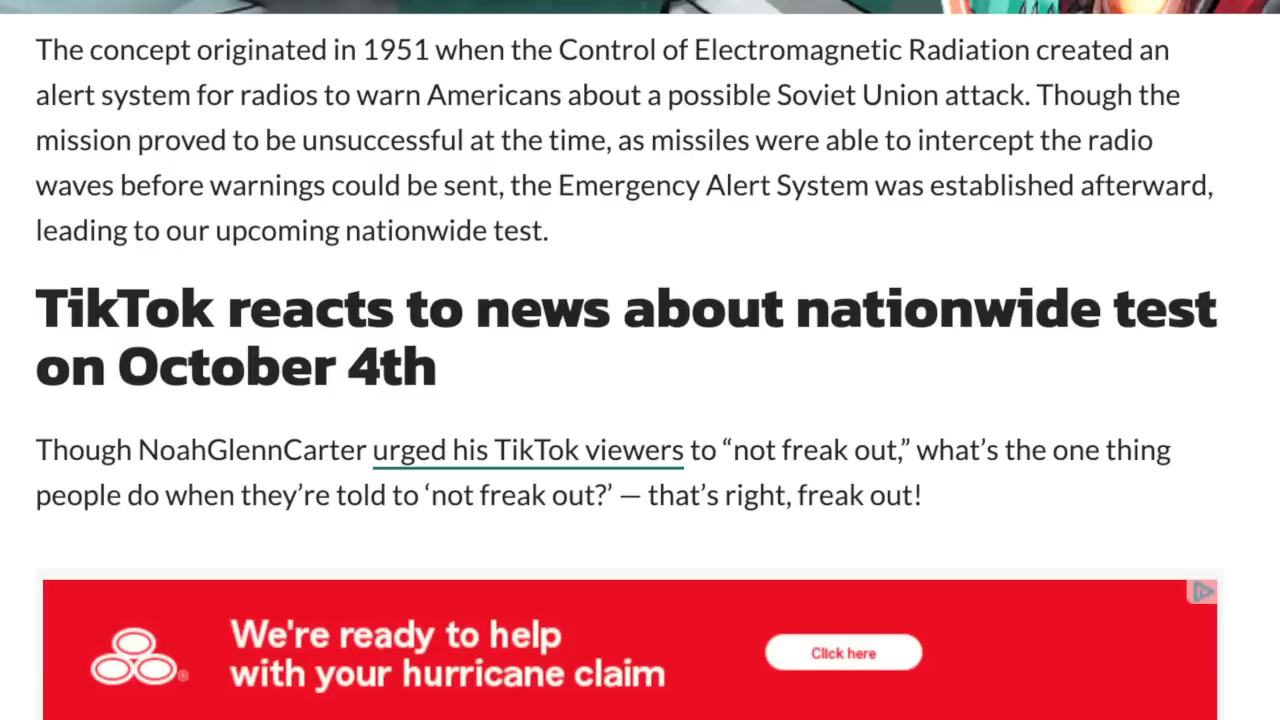 The concept originated in 1951 when the Control of Electromagnetic Radiation created an
alert system for radios to warn Americans about a possible Soviet Union attack. Though the
mission proved to be unsuccessful at the time, as missiles were able to intercept the radio
waves before warnings could be sent, the Emergency Alert System was established afterward,
leading to our upcoming nationwide test.
TikTok reacts to news about nationwide test
on October 4th
Though NoahGlennCarter urged his TikTok viewers to “not freak out,” what’s the one thing
people do when they’re told to ‘not freak out?’ — that’s right, freak out!
We're ready to help
with your hurricane claim
Click here
®